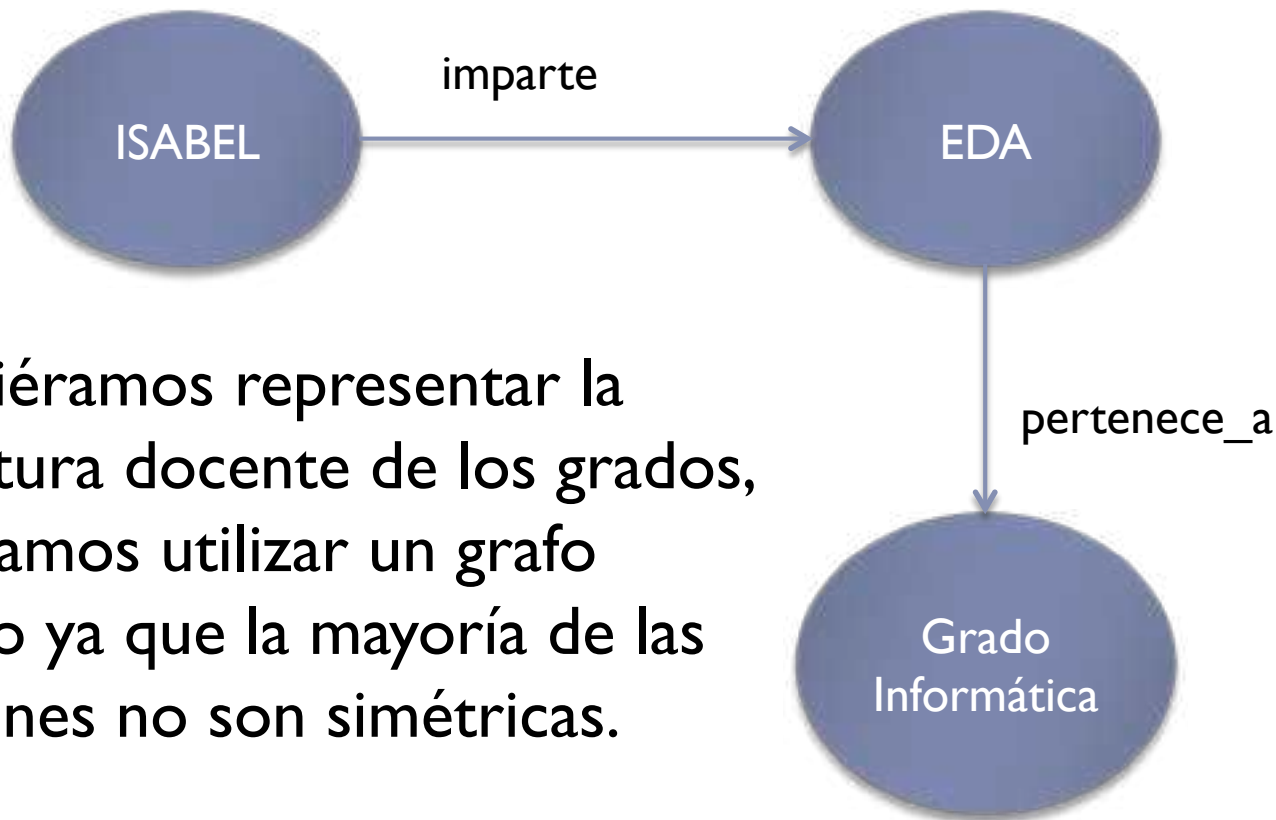 imparte
ISABEL
EDA
iéramos representar la
tura docente de los grados,
amos utilizar un grafo
o ya que la mayoría de las
nes no son simétricas.
pertenece_a
Grado
Informática